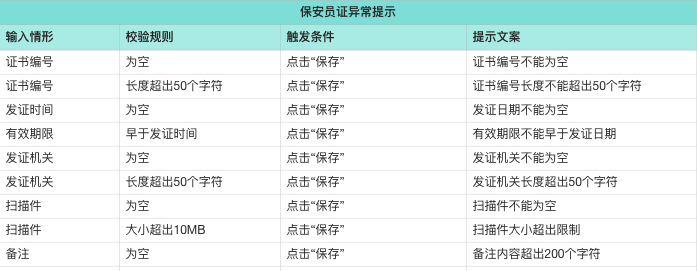 保安员证异常提示
输入情形 校验规则 触发条件 提示文案
证书编号 为空 点击“保存” 证书编号不能为空
证书编号 长度超出50个字符 点击“保存” 证书编号长度不能超出50个字符
发证时间 为空 点击“保存” 发证日期不能为空
有效期限 早于发证时间 点击“保存” 有效期限不能早于发证日期
发证机关 为空 点击“保存” 发证机关不能为空
发证机关 长度超出50个字符 点击“保存” 发证机关长度超出50个字符
扫描件 为空 点击“保存” 扫描件不能为空
扫描件 大小超出10MB 点击“保存” 扫描件大小超出限制
备注 为空 点击“保存” 备注内容超出200个字符